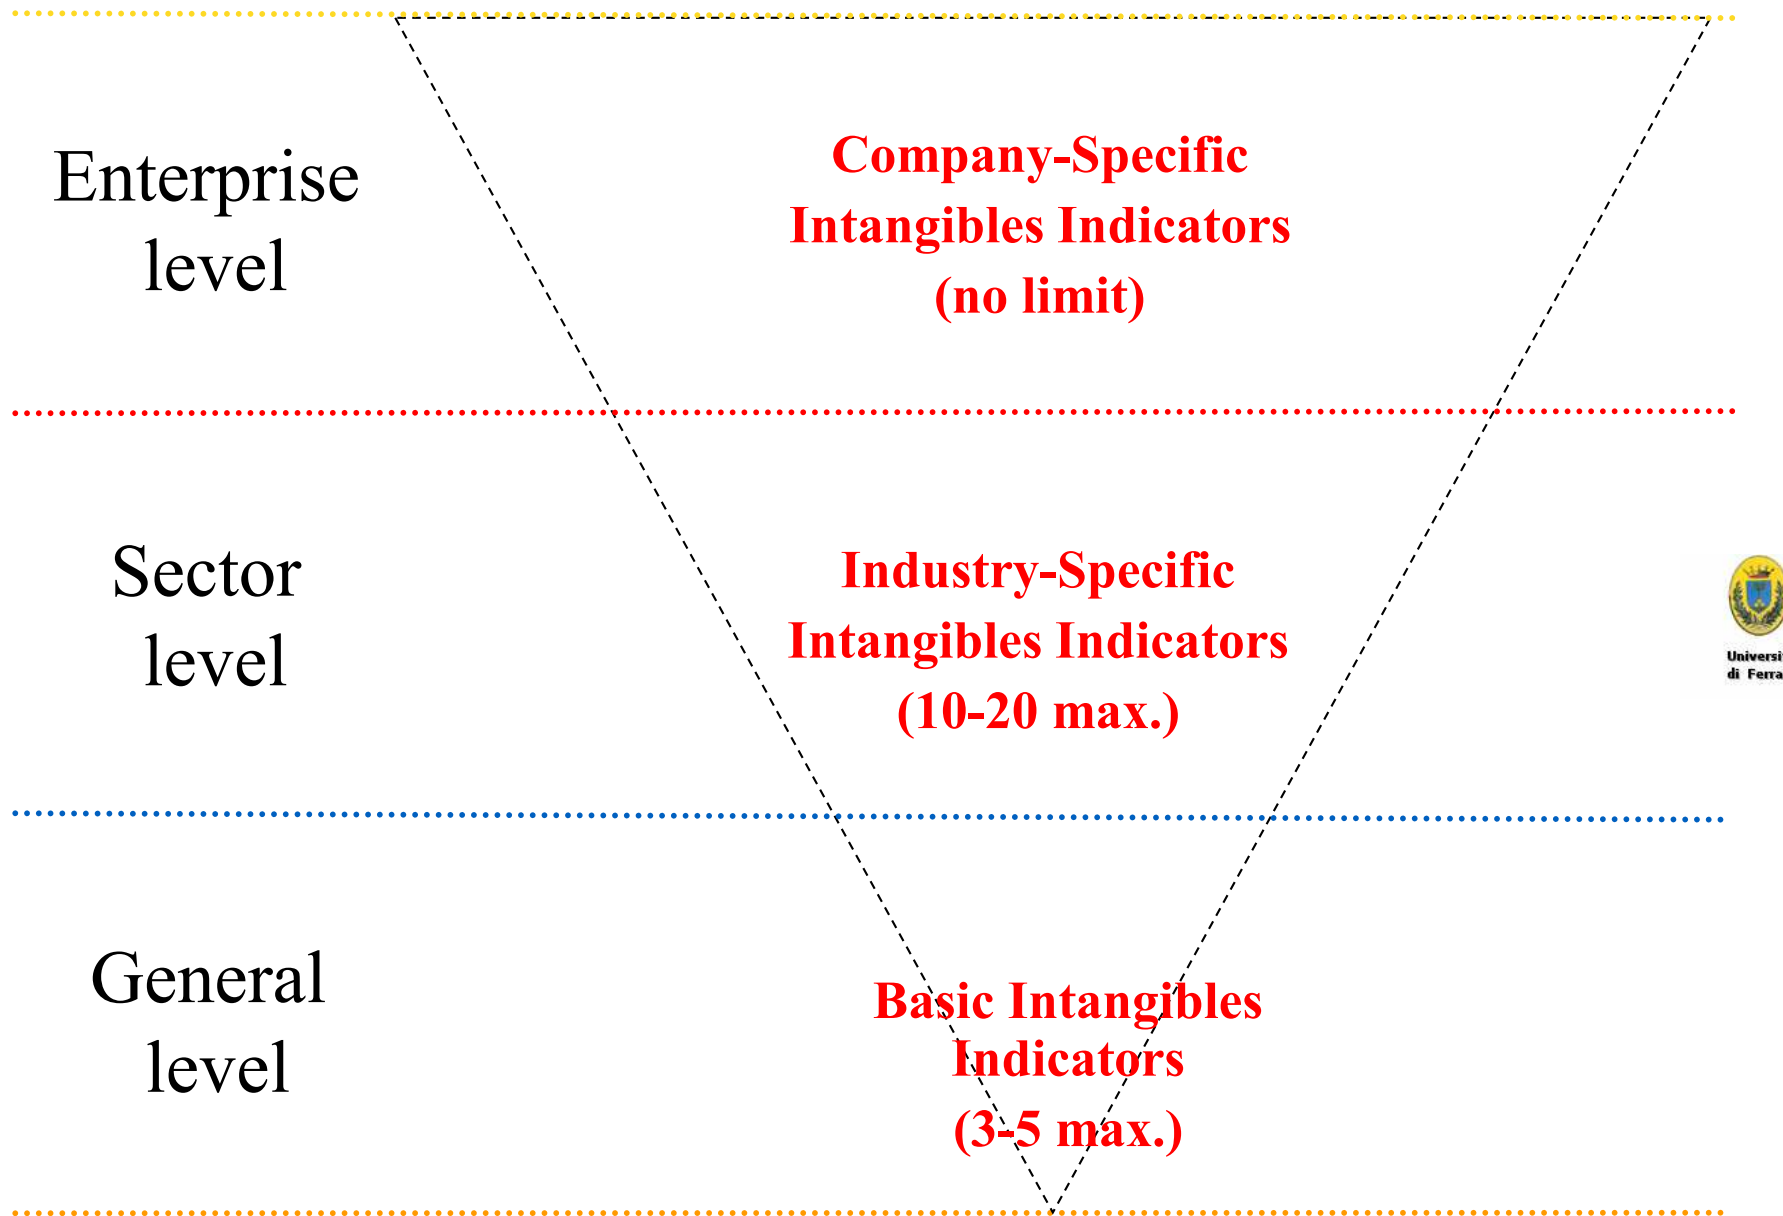 Enterprise
level
Company-Specific
Intangibles Indicators
(no limit)
Sector
level
Industry-Specific
Intangibles Indicators
(10-20 max.)
di
General
level
Basic Intangibles
Indicators
(3-5 max.)